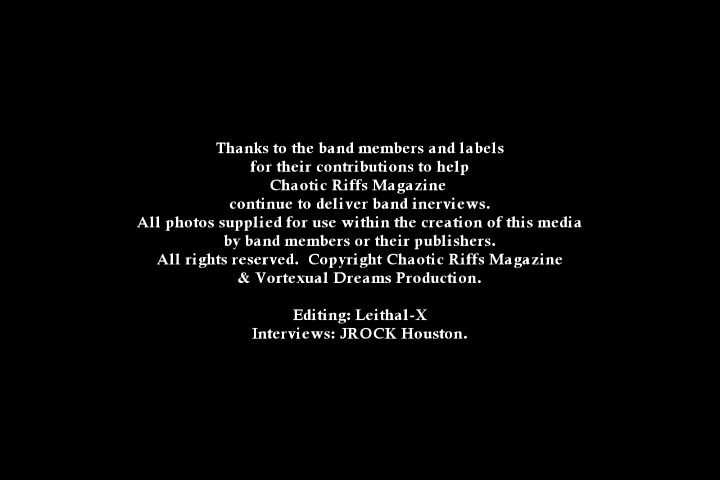 Thanks to the band members and labels
for their contributions to help
Chaotic Riffs Magazine
continue to deliver band inerviews.
All photos supplied for use within the creation of this media
by band members or their publishers.
All rights reserved.  Copyright Chaotic Riffs Magazine
& Vortexual Dreams Production.
Editing: Leithal-X
Interviews: JROCK Houston.